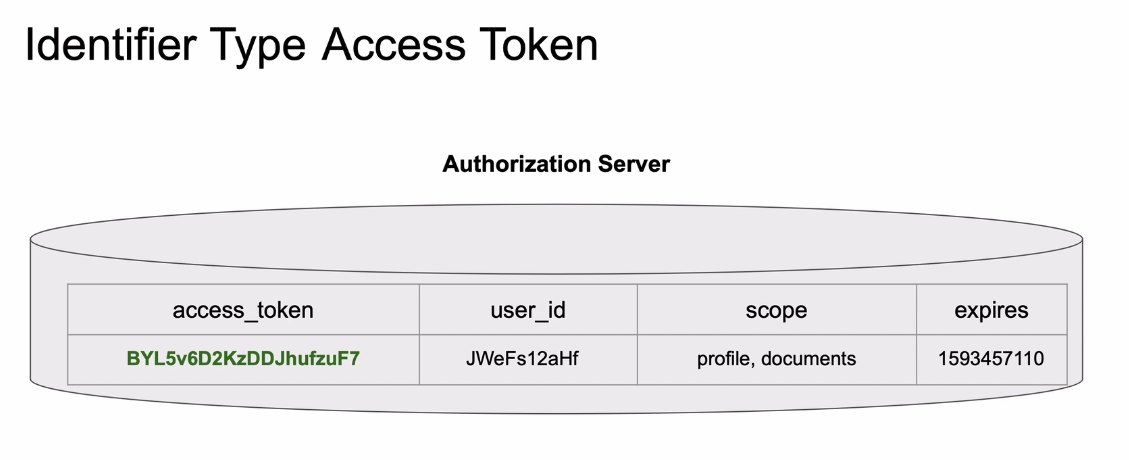 Identifier Type Access Token
Authorization Server
access_token user_id scope expires
BYL5v6D2KzDDJhufzuF7 JWeFs12aHf profile, documents 1593457110